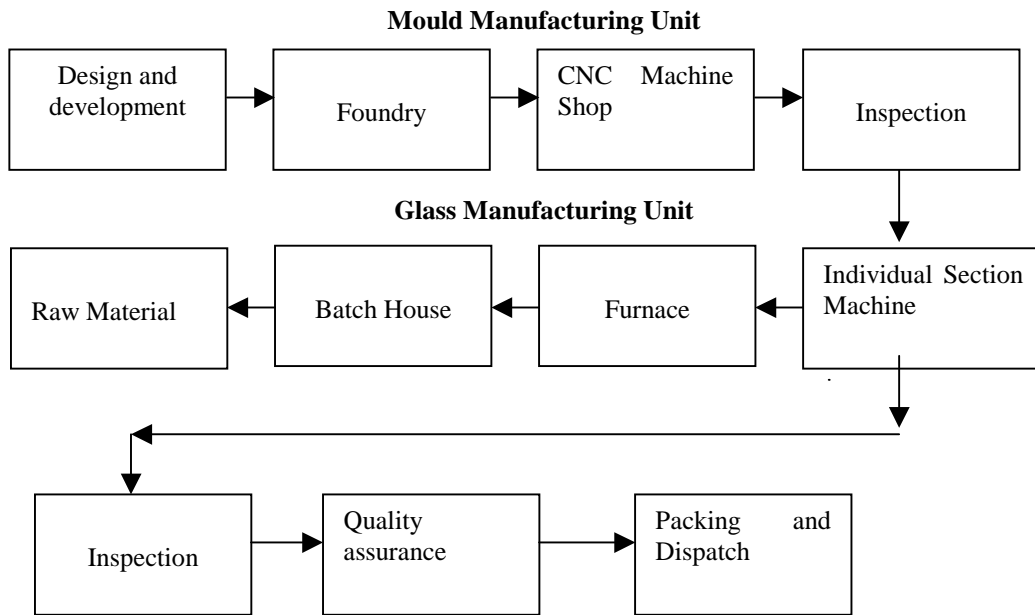 Mould Manufacturing Unit
Design and
development
Foundry
CNC Machine
Shop
Inspection
Glass Manufacturing Unit
Raw Material
Batch House
Furnace
Individual Section
Machine
.
Inspection
Quality
assurance
Packing and
Dispatch